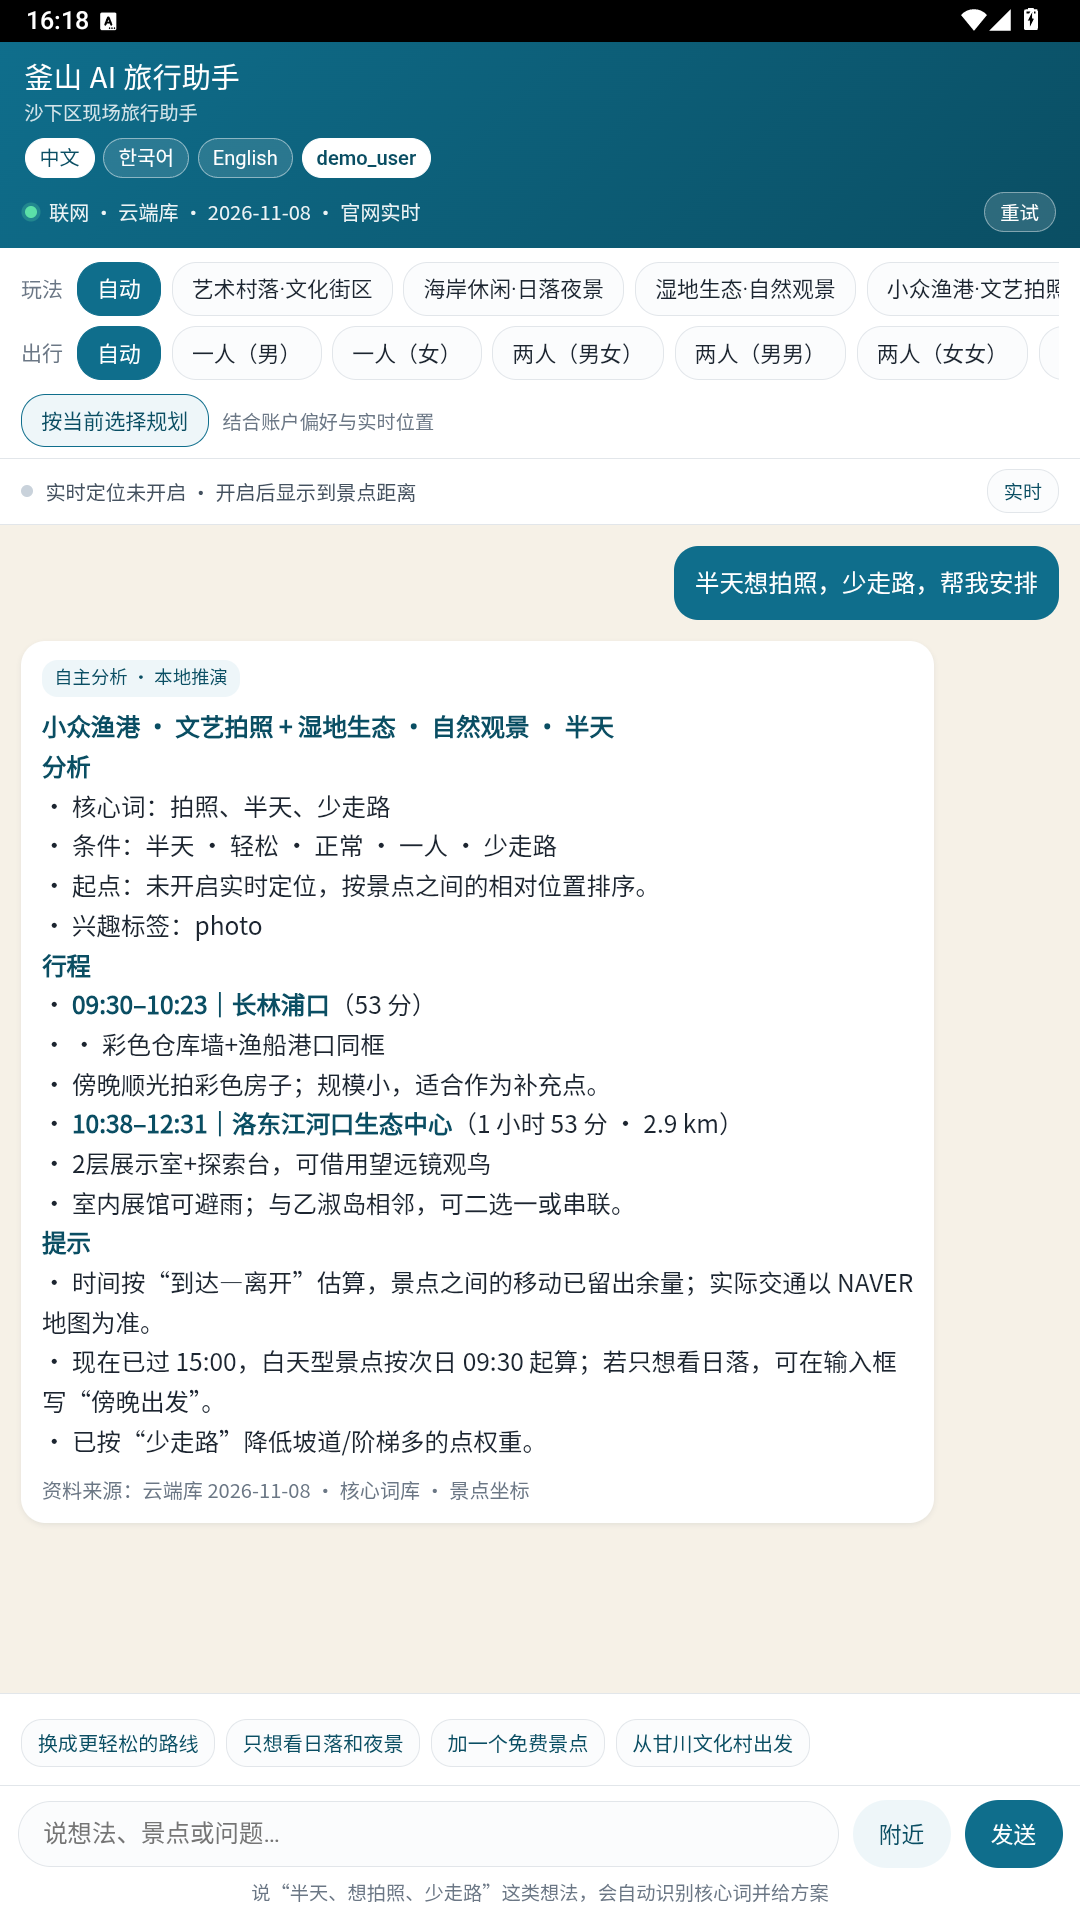 16:18
釜山 AI 旅行助手
沙下区现场旅行助手
中文 한국어 English demo_user
联网 · 云端库 · 2026-11-08 · 官网实时 重试
玩法 自动 艺术村落·文化街区 海岸休闲·日落夜景 湿地生态·自然观景 小众渔港·文艺拍照
出行 自动 一人（男） 一人（女） 两人（男女） 两人（男男） 两人（女女）
按当前选择规划 结合账户偏好与实时位置
实时定位未开启 · 开启后显示到景点距离 实时
半天想拍照，少走路，帮我安排
自主分析 · 本地推演
小众渔港 · 文艺拍照 + 湿地生态 · 自然观景 · 半天
分析
· 核心词：拍照、半天、少走路
· 条件：半天 · 轻松 · 正常 · 一人 · 少走路
· 起点：未开启实时定位，按景点之间的相对位置排序。
· 兴趣标签：photo
行程
· 09:30–10:23｜长林浦口（53 分）
· · 彩色仓库墙+渔船港口同框
· 傍晚顺光拍彩色房子；规模小，适合作为补充点。
· 10:38–12:31｜洛东江河口生态中心（1 小时 53 分 · 2.9 km）
· 2层展示室+探索台，可借用望远镜观鸟
· 室内展馆可避雨；与乙淑岛相邻，可二选一或串联。
提示
· 时间按“到达—离开”估算，景点之间的移动已留出余量；实际交通以 NAVER
地图为准。
· 现在已过 15:00，白天型景点按次日 09:30 起算；若只想看日落，可在输入框
写“傍晚出发”。
· 已按“少走路”降低坡道/阶梯多的点权重。
资料来源：云端库 2026-11-08 · 核心词库 · 景点坐标
换成更轻松的路线 只想看日落和夜景 加一个免费景点 从甘川文化村出发
说想法、景点或问题... 附近 发送
说“半天、想拍照、少走路”这类想法，会自动识别核心词并给方案